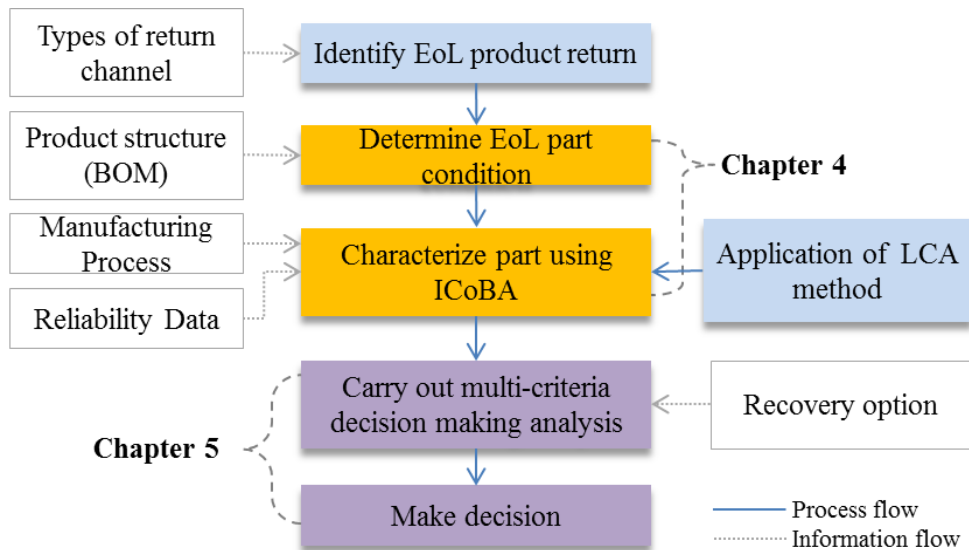 Types of return
channel
Identify EoL product return
Product structure
(BOM)
Determine EoL part
condition
Chapter 4
Manufacturing
Process
Reliability Data
Characterize part using
ICoBA
Application of LCA
method
Carry out multi-criteria
decision making analysis
Recovery option
Chapter 5
Make decision
Process flow
Information flow